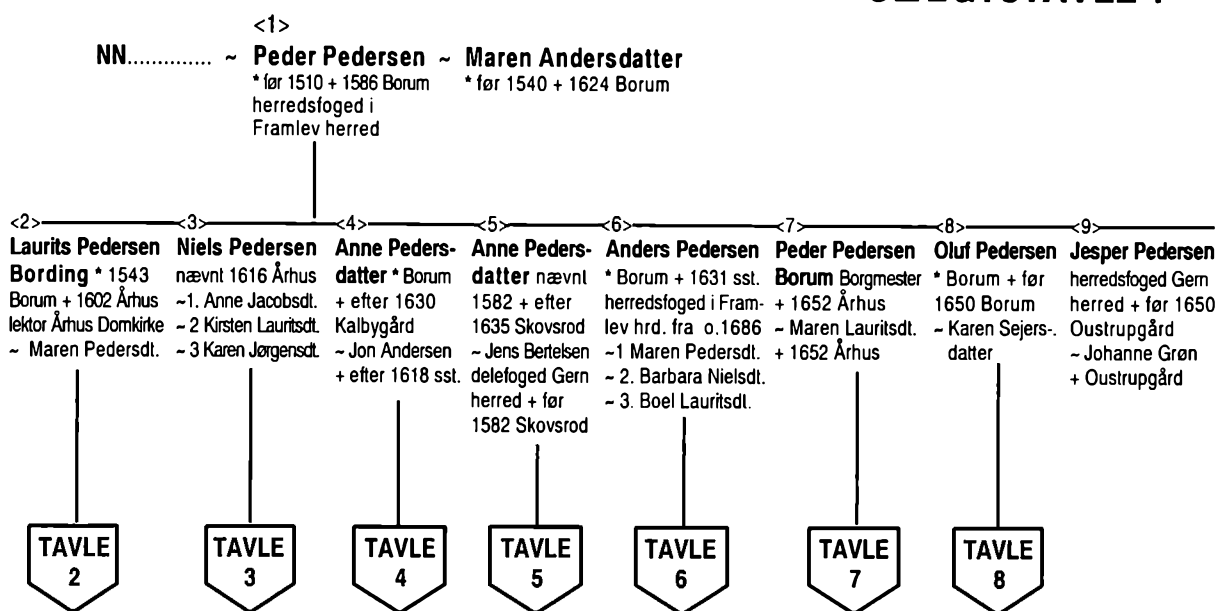 <1>
NN.............. ~ Peder Pedersen ~ Maren Andersdatter
* før 1510 + 1586 Borum
herredsfoged i
Framlev herred
* før 1540 + 1624 Borum
<2>
Laurits Pedersen
Bording * 1543
Borum + 1602 Århus
lektor Århus Domkirke
~ Maren Pedersdt.
<3>
Niels Pedersen
nævnt 1616 Århus
~1. Anne Jacobsdt.
~ 2 Kirsten Lauritsdt.
~ 3 Karen Jørgensdt.
<4>
Anne Peders-
datter * Borum
+ efter 1630
Kalbygård
~ Jon Andersen
+ efter 1618 sst.
<5>
Anne Peders-
datter nævnt
1582 + efter
1635 Skovsrod
~ Jens Bertelsen
delefoged Gern
herred + før
1582 Skovsrod
<6>
Anders Pedersen
* Borum + 1631 sst.
herredsfoged i Fram-
lev hrd. fra o.1686
~1 Maren Pedersdt.
~ 2. Barbara Nielsdt.
~ 3. Boel Lauritsdt.
<7>
Peder Pedersen
Borum Borgmester
+ 1652 Århus
~ Maren Lauritsdt.
+ 1652 Århus
<8>
Oluf Pedersen
* Borum + før
1650 Borum
~ Karen Sejers-.
datter
<9>
Jesper Pedersen
herredsfoged Gern
herred + før 1650
Oustrupgård
~ Johanne Grøn
+ Oustrupgård
TAVLE
2
TAVLE
3
TAVLE
4
TAVLE
5
TAVLE
6
TAVLE
7
TAVLE
8